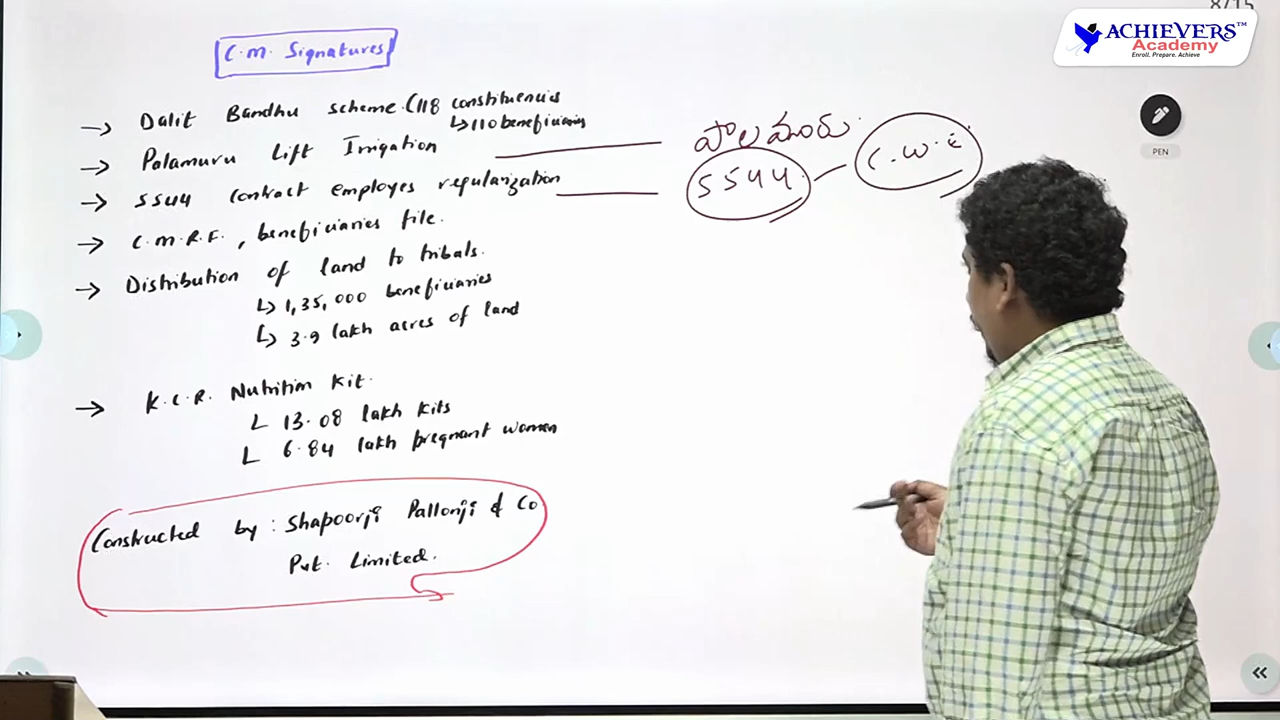 8/15
ACHIEVERS™
Academy
Enroll. Prepare. Achieve
C.M. Signatures
→ Dalit Bandhu scheme. (118 constituencies
↳ 110 beneficiaries
→ Palamuru Lift Irrigation — పాలమూరు
→ 5544 contract employes regularization — 5544 — C.W.E
PEN
→ C.M.R.F., beneficiaries file.
→ Distribution of land to tribals.
↳ 1,35,000 beneficiaries
↳ 3.9 lakh acres of land
→ K.C.R. Nutrition Kit.
L 13.08 lakh kits
L 6.84 lakh pregnant women
Constructed by : Shapoorji Pallonji & Co
Pvt. Limited.